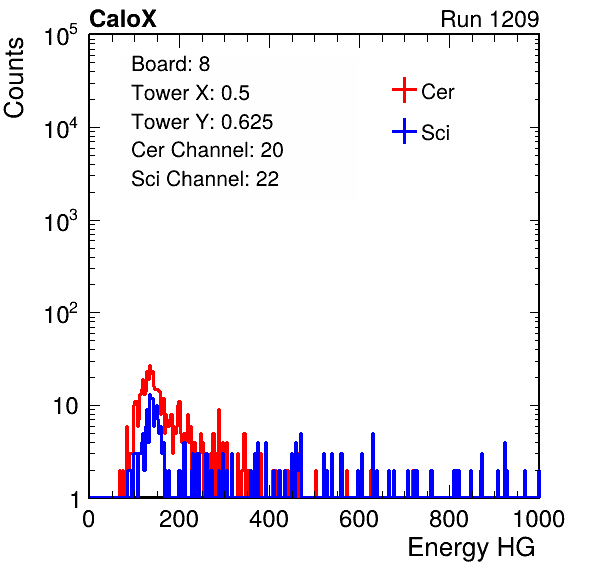 CaloX Run 1209
Counts
10^5
10^4
10^3
10^2
10
1
Board: 8
Tower X: 0.5
Tower Y: 0.625
Cer Channel: 20
Sci Channel: 22
Cer
Sci
0 200 400 600 800 1000
Energy HG